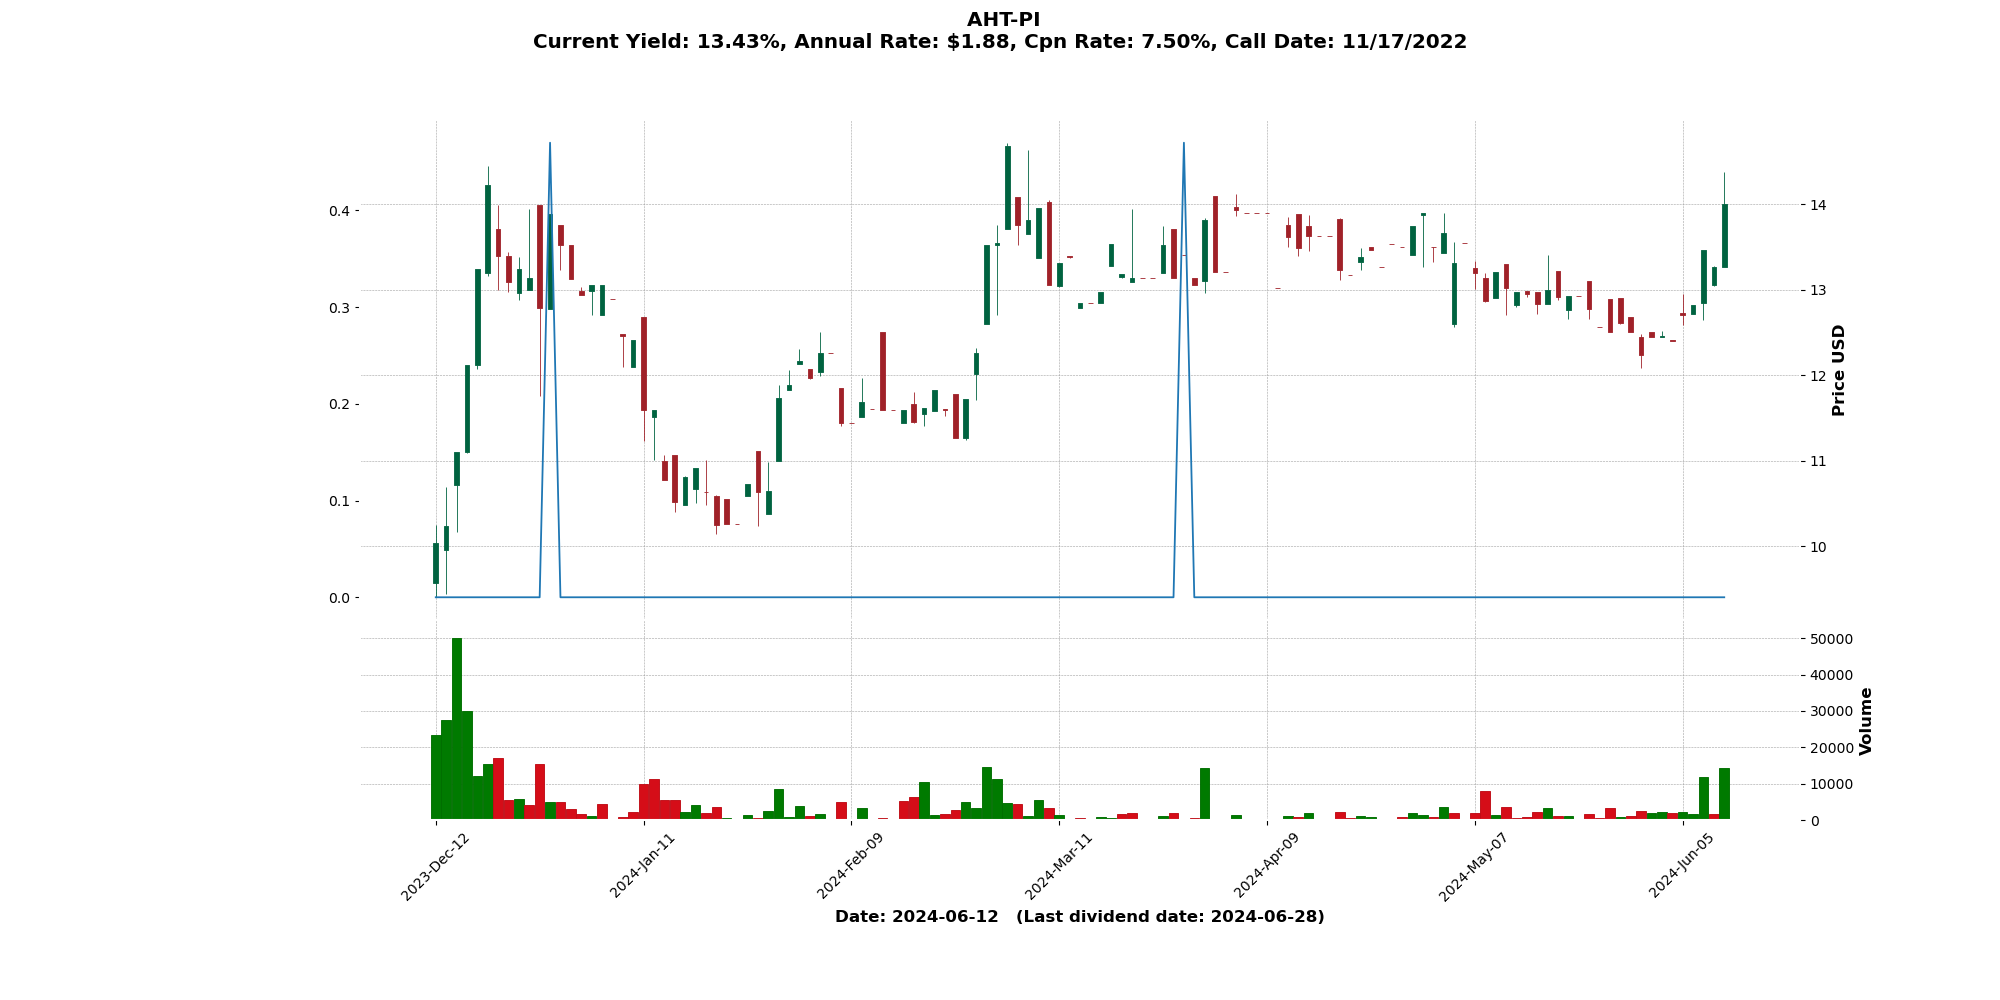 AHT-PI
Current Yield: 13.43%, Annual Rate: $1.88, Cpn Rate: 7.50%, Call Date: 11/17/2022
0.4
0.3
0.2
0.1
0.0
14
13
12
11
10
Price USD
50000
40000
30000
20000
10000
0
Volume
2023-Dec-12
2024-Jan-11
2024-Feb-09
2024-Mar-11
2024-Apr-09
2024-May-07
2024-Jun-05
Date: 2024-06-12   (Last dividend date: 2024-06-28)